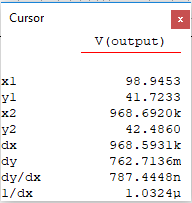 Cursor
V(output)
x1 98.9453
y1 41.7233
x2 968.6920k
y2 42.4860
dx 968.5931k
dy 762.7136m
dy/dx 787.4448n
1/dx 1.0324µ